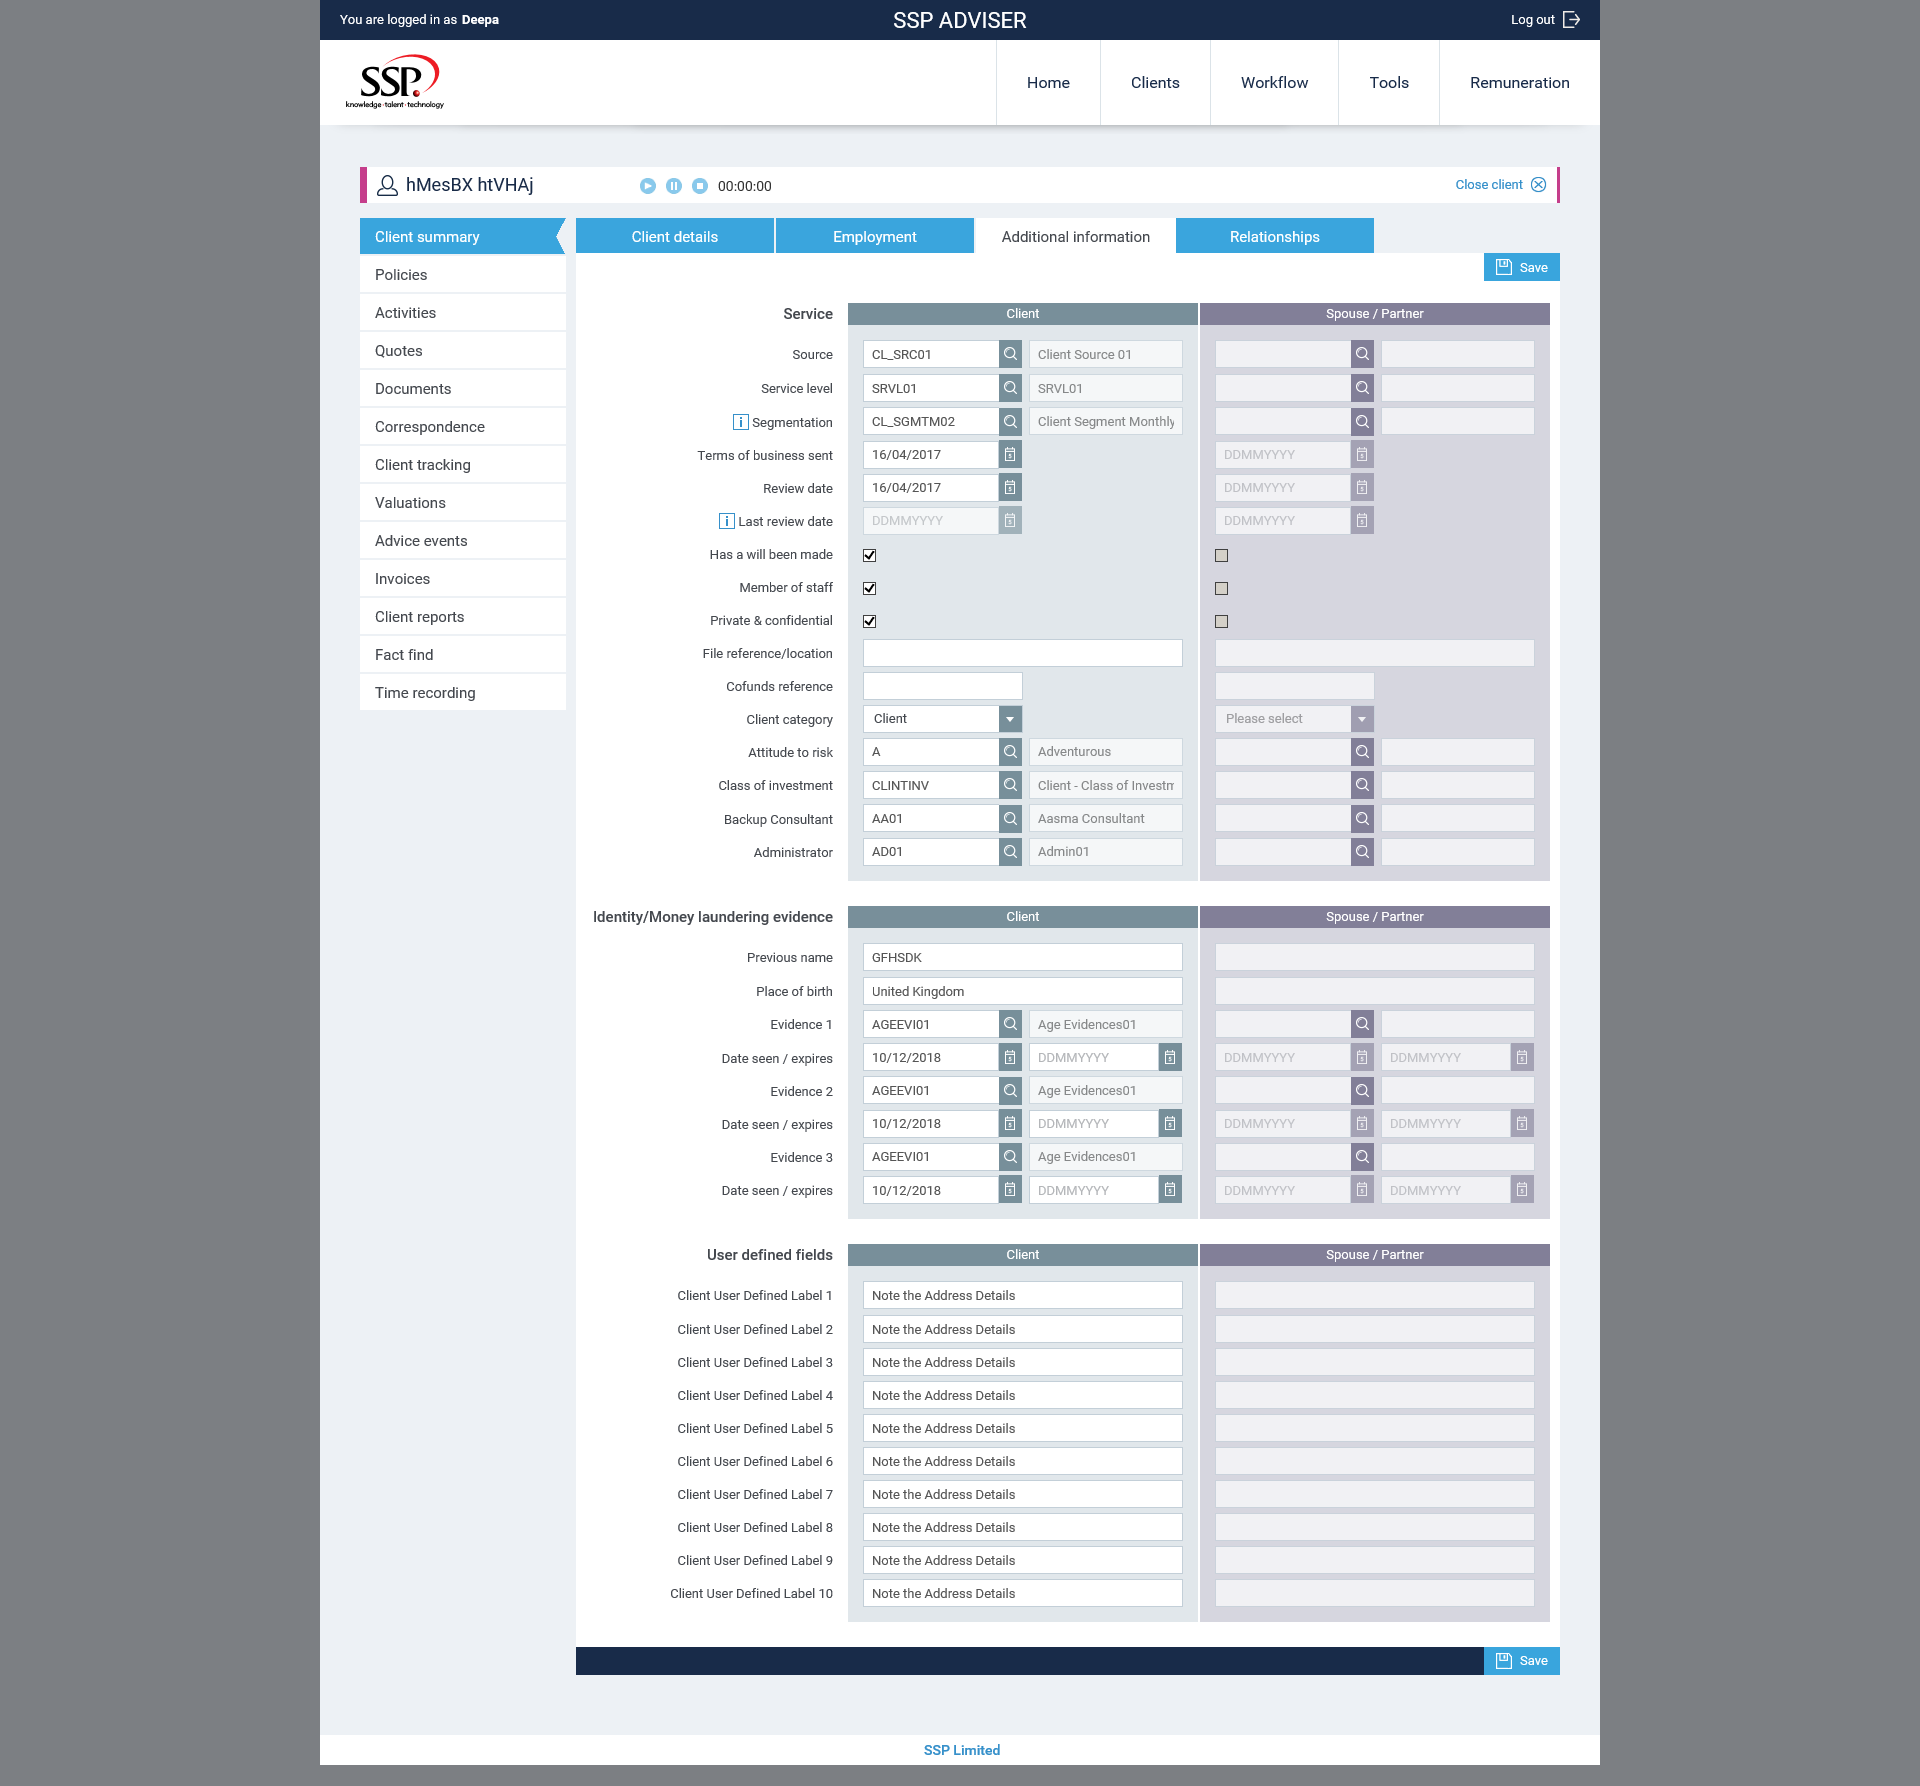 You are logged in as Deepa
SSP ADVISER
Log out
SSP.
knowledge·talent·technology
Home
Clients
Workflow
Tools
Remuneration
hMesBX htVHAj
00:00:00
Close client
Client summary
Policies
Activities
Quotes
Documents
Correspondence
Client tracking
Valuations
Advice events
Invoices
Client reports
Fact find
Time recording
Client details
Employment
Additional information
Relationships
Save
Service
Client
Spouse / Partner
Source
CL_SRC01
Client Source 01
Service level
SRVL01
SRVL01
i Segmentation
CL_SGMTM02
Client Segment Monthly
Terms of business sent
16/04/2017
DDMMYYYY
Review date
16/04/2017
DDMMYYYY
i Last review date
DDMMYYYY
DDMMYYYY
Has a will been made
Member of staff
Private & confidential
File reference/location
Cofunds reference
Client category
Client
Please select
Attitude to risk
A
Adventurous
Class of investment
CLINTINV
Client - Class of Investm
Backup Consultant
AA01
Aasma Consultant
Administrator
AD01
Admin01
Identity/Money laundering evidence
Client
Spouse / Partner
Previous name
GFHSDK
Place of birth
United Kingdom
Evidence 1
AGEEVI01
Age Evidences01
Date seen / expires
10/12/2018
DDMMYYYY
DDMMYYYY
DDMMYYYY
Evidence 2
AGEEVI01
Age Evidences01
Date seen / expires
10/12/2018
DDMMYYYY
DDMMYYYY
DDMMYYYY
Evidence 3
AGEEVI01
Age Evidences01
Date seen / expires
10/12/2018
DDMMYYYY
DDMMYYYY
DDMMYYYY
User defined fields
Client
Spouse / Partner
Client User Defined Label 1
Note the Address Details
Client User Defined Label 2
Note the Address Details
Client User Defined Label 3
Note the Address Details
Client User Defined Label 4
Note the Address Details
Client User Defined Label 5
Note the Address Details
Client User Defined Label 6
Note the Address Details
Client User Defined Label 7
Note the Address Details
Client User Defined Label 8
Note the Address Details
Client User Defined Label 9
Note the Address Details
Client User Defined Label 10
Note the Address Details
Save
SSP Limited